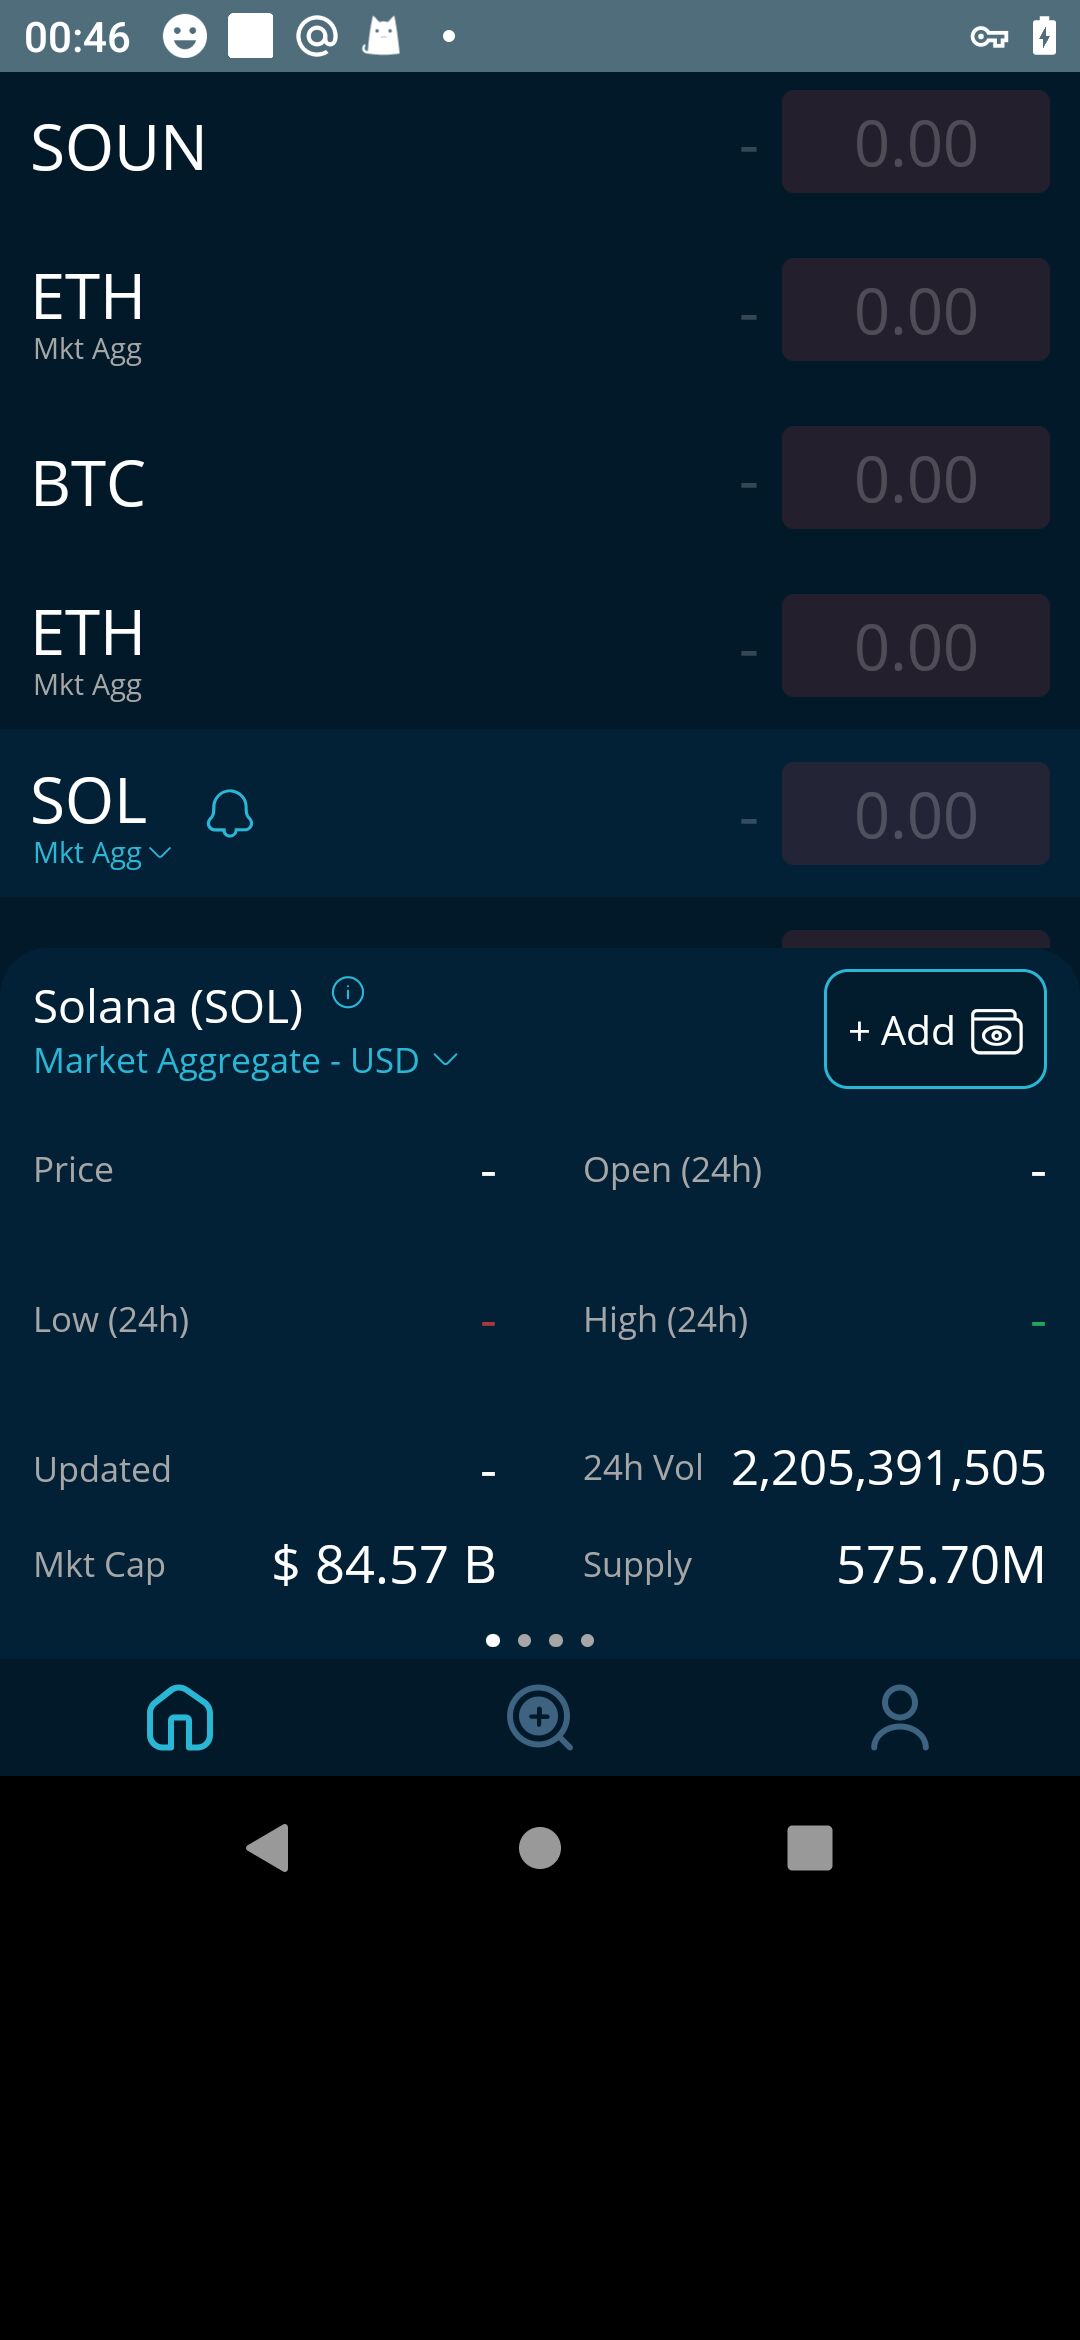 00:46
SOUN - 0.00
ETH - 0.00
Mkt Agg
BTC - 0.00
ETH - 0.00
Mkt Agg
SOL - 0.00
Mkt Agg
Solana (SOL)
+ Add
Market Aggregate - USD
Price - Open (24h) -
Low (24h) - High (24h) -
Updated - 24h Vol 2,205,391,505
Mkt Cap $ 84.57 B Supply 575.70M